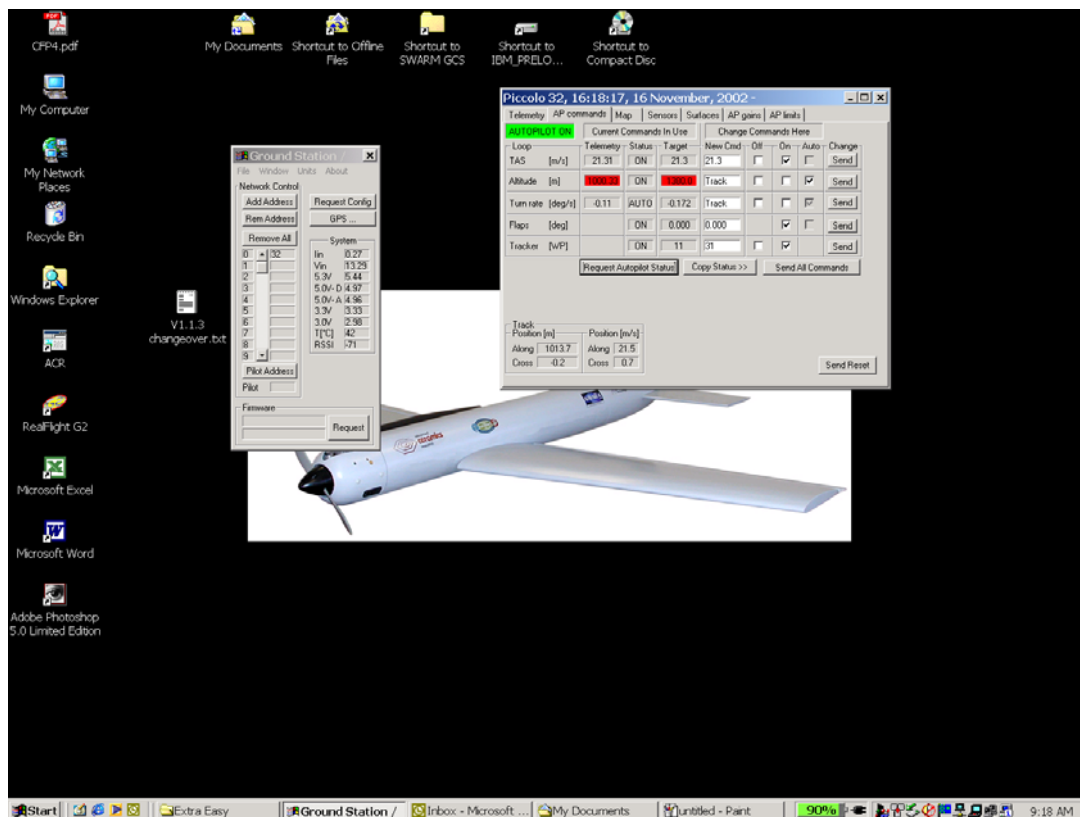 CFP4.pdf
My Documents
Shortcut to Offline
Files
Shortcut to
SWARM GCS
Shortcut to
IBM_PRELO...
Shortcut to
Compact Disc
My Computer
My Network
Places
Recycle Bin
Windows Explorer
ACR
RealFlight G2
Microsoft Excel
Microsoft Word
Adobe Photoshop
5.0 Limited Edition
V1.1.3
changeover.txt
Ground Station /
File Window Units About
Network Control
Add Address Request Config
Rem Address GPS ...
Remove All System
0 32 Iin 0.27
1 Vin 13.29
2 5.3V 5.44
3 5.0V- D 4.97
4 5.0V- A 4.96
5 3.3V 3.33
6 3.0V 2.98
7 T[°C] 42
8 RSSI -71
9
Pilot Address
Pilot
Firmware
Request
Piccolo 32, 16:18:17, 16 November, 2002 -
Telemetry AP commands Map Sensors Surfaces AP gains AP limits
AUTOPILOT ON Current Commands In Use Change Commands Here
Loop Telemetry Status Target New Cmd Off On Auto Change
TAS [m/s] 21.31 ON 21.3 21.3 Send
Altitude [m] ON Track Send
Turn rate [deg/s] -0.11 AUTO -0.172 Track Send
Flaps [deg] ON 0.000 0.000 Send
Tracker [WP] ON 11 31 Send
Request Autopilot Status Copy Status >> Send All Commands
Track
Position [m] Position [m/s]
Along 1013.7 Along 21.5
Cross -0.2 Cross 0.7
Send Reset
Start Extra Easy Ground Station / Inbox - Microsoft ... My Documents untitled - Paint 90% 9:18 AM